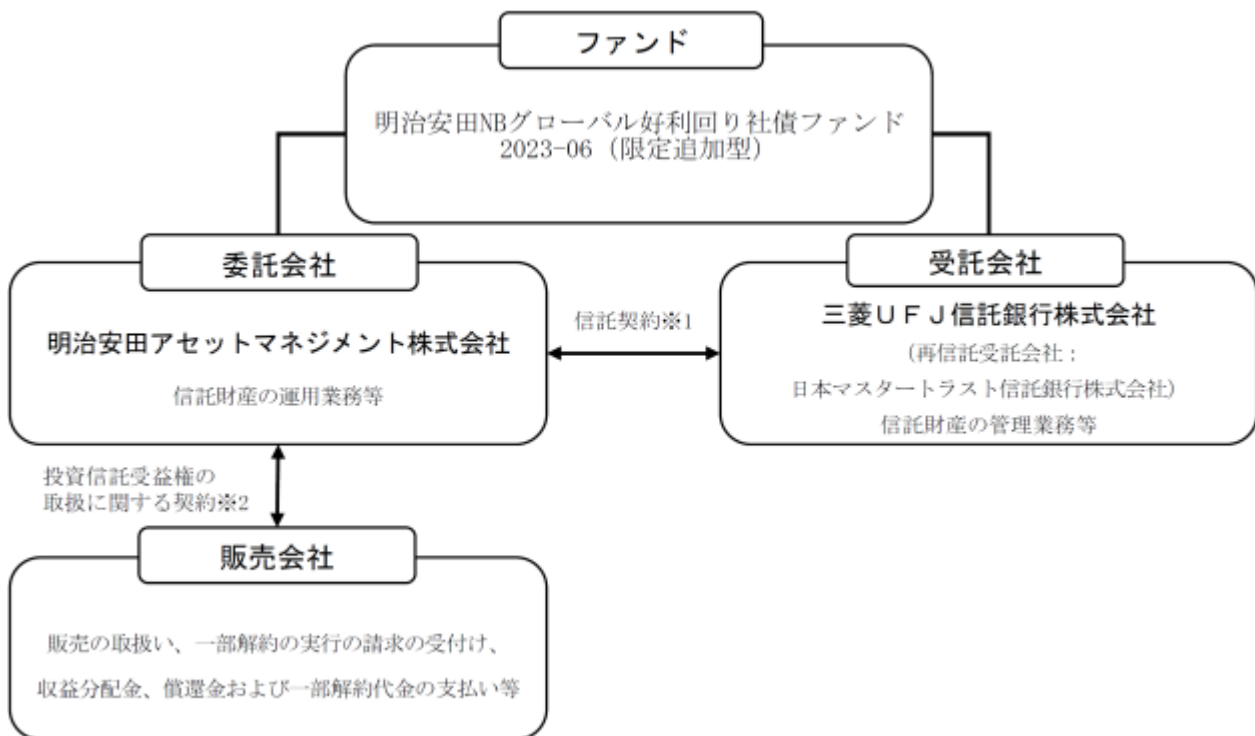 ファンド
明治安田NBグローバル好利回り社債ファンド
2023-06（限定追加型）
委託会社
明治安田アセットマネジメント株式会社
信託財産の運用業務等
信託契約※1
受託会社
三菱ＵＦＪ信託銀行株式会社
（再信託受託会社：
日本マスタートラスト信託銀行株式会社）
信託財産の管理業務等
投資信託受益権の
取扱に関する契約※2
販売会社
販売の取扱い、一部解約の実行の請求の受付け、
収益分配金、償還金および一部解約代金の支払い等